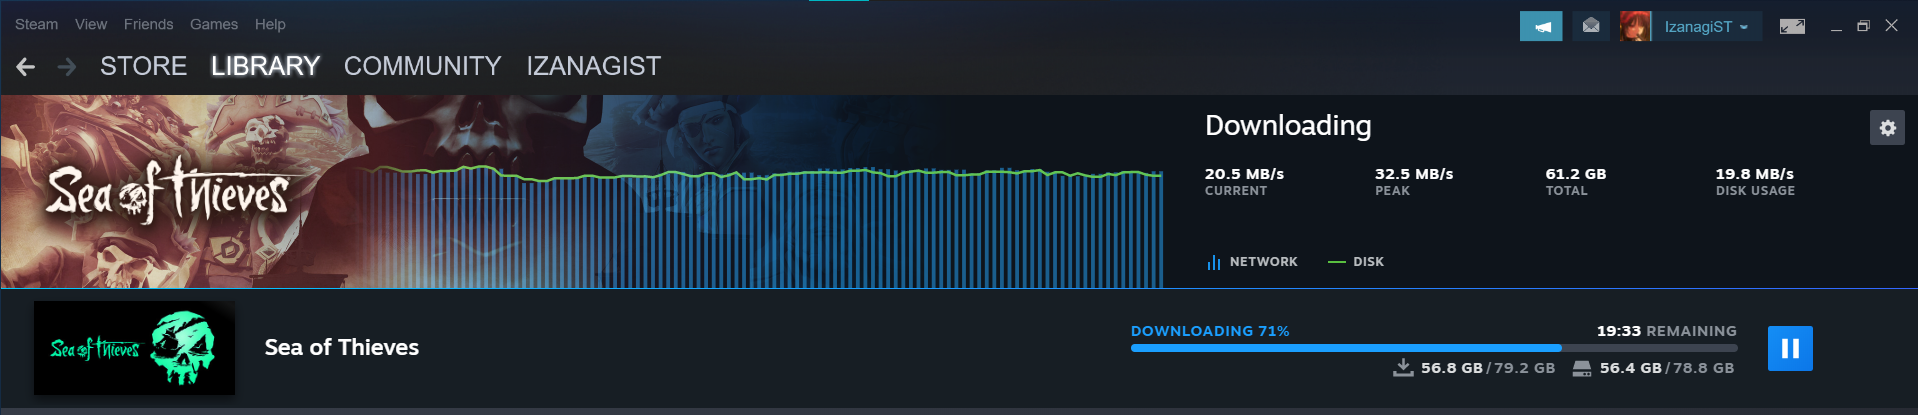 Steam View Friends Games Help
IzanagiST
STORE LIBRARY COMMUNITY IZANAGIST
Sea of Thieves
Downloading
20.5 MB/s 32.5 MB/s 61.2 GB 19.8 MB/s
CURRENT PEAK TOTAL DISK USAGE
NETWORK DISK
Sea of Thieves
Sea of Thieves
DOWNLOADING 71% 19:33 REMAINING
56.8 GB / 79.2 GB 56.4 GB / 78.8 GB